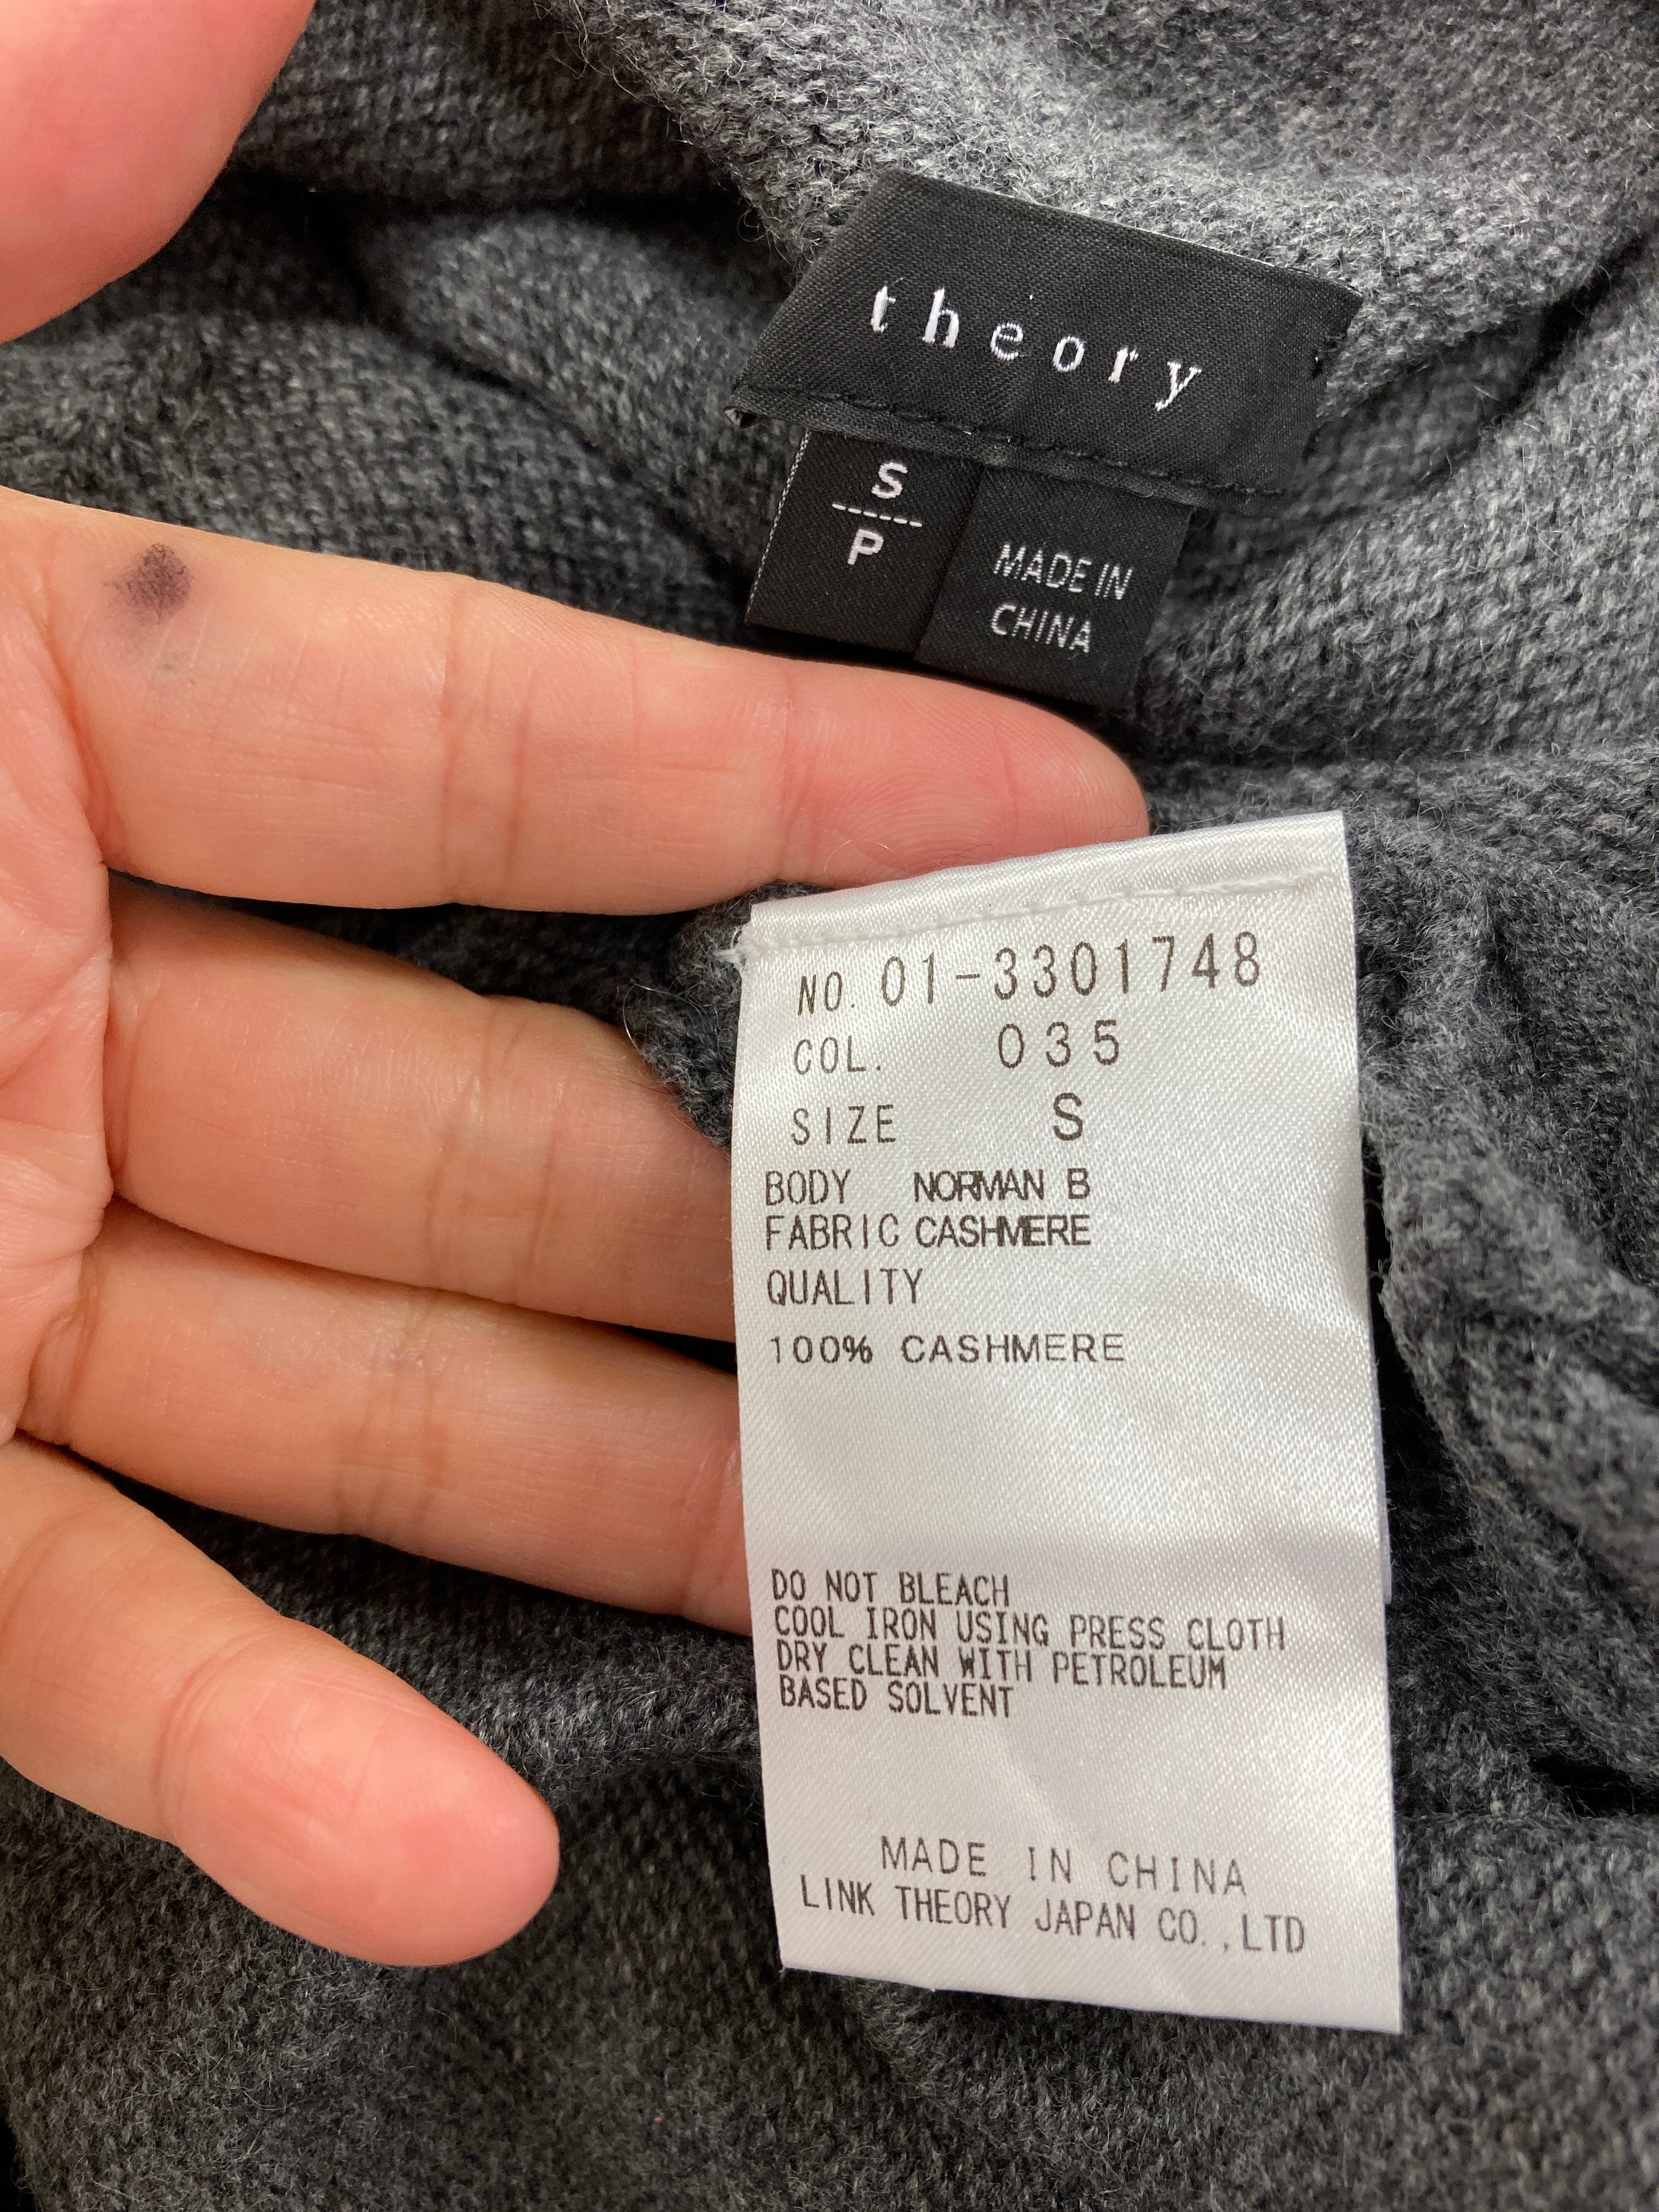 theory
S
P
MADE IN
CHINA
NO. 01-3301748
COL. 035
SIZE S
BODY NORMAN B
FABRIC CASHMERE
QUALITY
100% CASHMERE
DO NOT BLEACH
COOL IRON USING PRESS CLOTH
DRY CLEAN WITH PETROLEUM
BASED SOLVENT
MADE IN CHINA
LINK THEORY JAPAN CO.,LTD